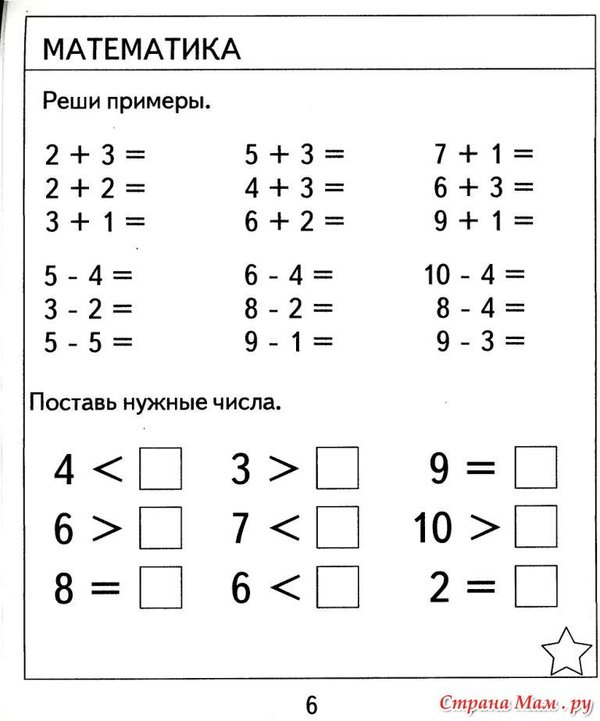 МАТЕМАТИКА
Реши примеры.
2 + 3 = 5 + 3 = 7 + 1 =
2 + 2 = 4 + 3 = 6 + 3 =
3 + 1 = 6 + 2 = 9 + 1 =
5 - 4 = 6 - 4 = 10 - 4 =
3 - 2 = 8 - 2 = 8 - 4 =
5 - 5 = 9 - 1 = 9 - 3 =
Поставь нужные числа.
4 < □ 3 > □ 9 = □
6 > □ 7 < □ 10 > □
8 = □ 6 < □ 2 = □
6
Страна Мам . ру